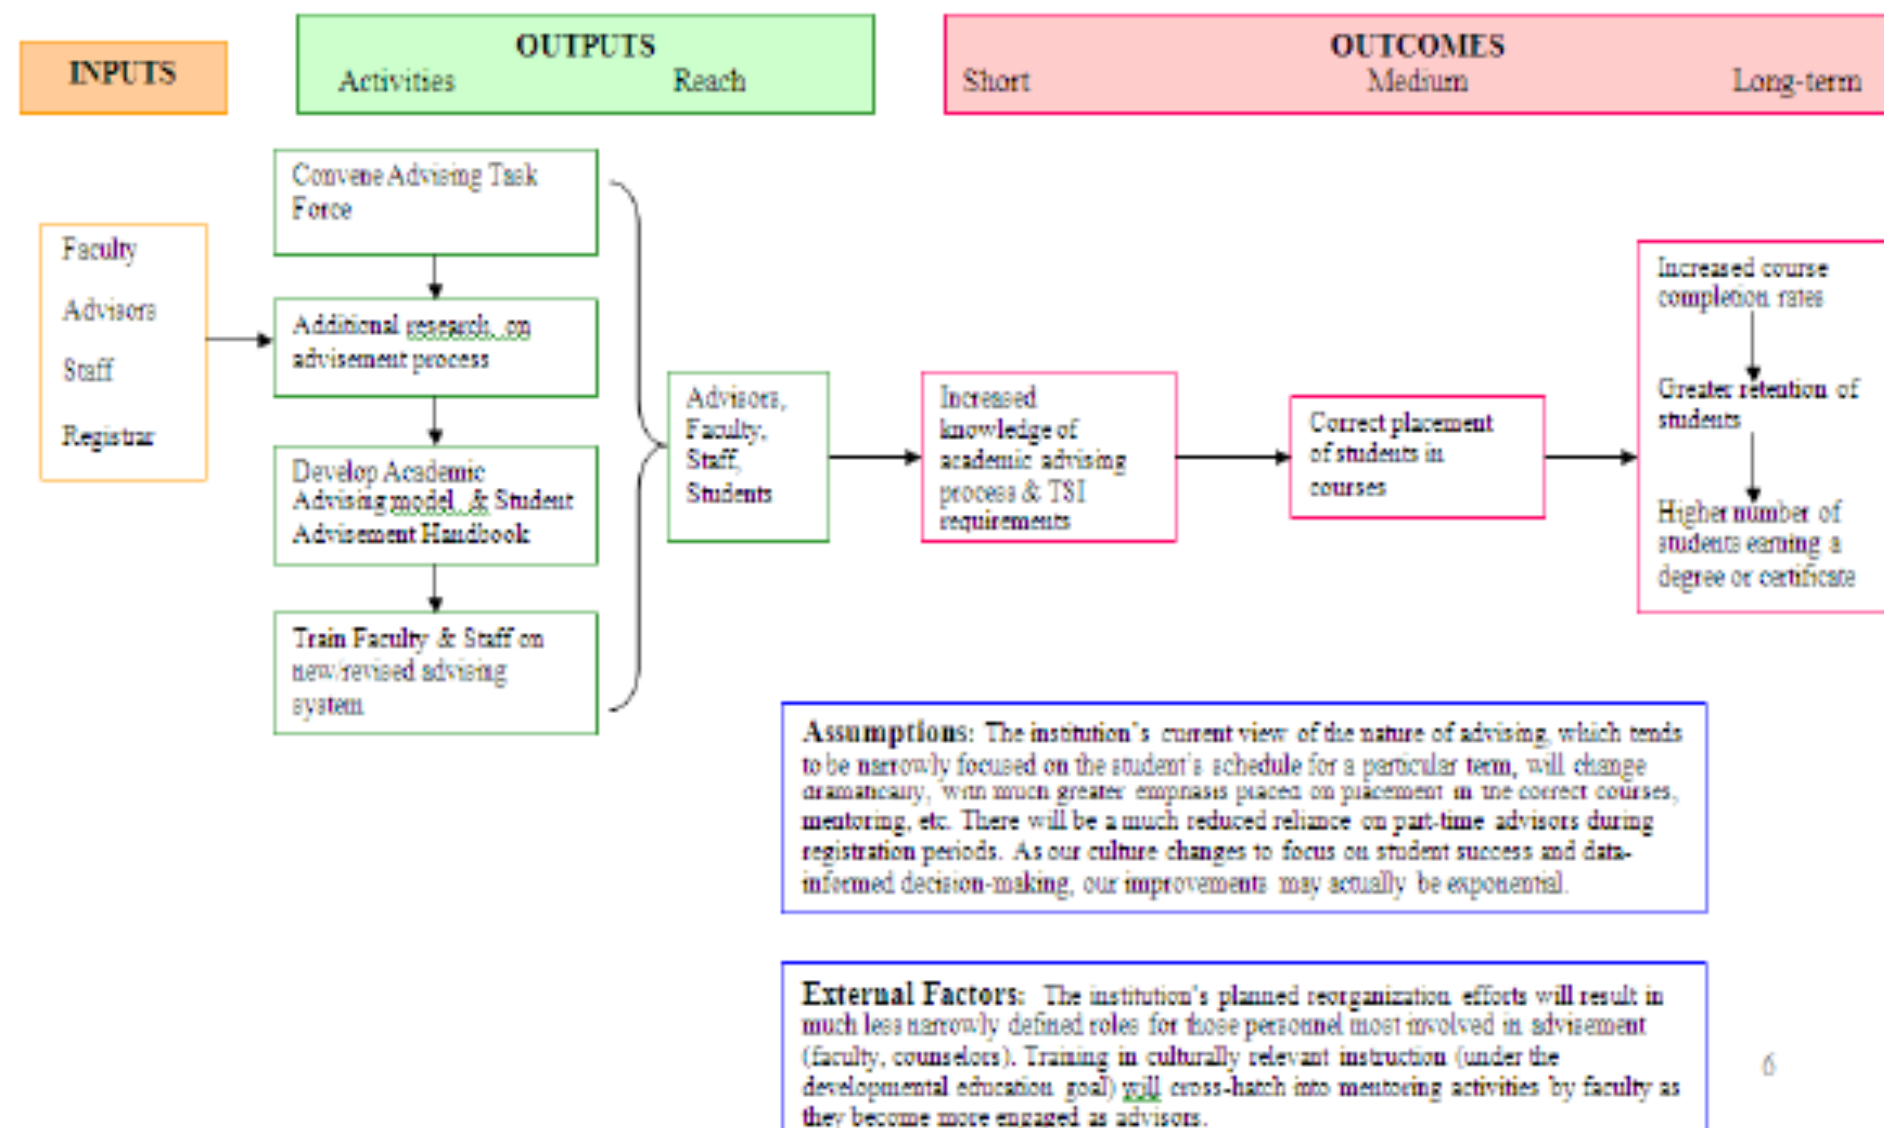 INPUTS
OUTPUTS
Activities Reach
OUTCOMES
Short Medium Long-term
Faculty
Advisors
Staff
Registrar
Convene Advising Task
Force
Additional research on
advisement process
Develop Academic
Advising model & Student
Advisement Handbook
Train Faculty & Staff on
new/revised advising
system
Advisors,
Faculty,
Staff,
Students
Increased
knowledge of
academic advising
process & TSI
requirements
Correct placement
of students in
courses
Increased course
completion rates
Greater retention of
students
Higher number of
students earning a
degree or certificate
Assumptions: The institution's current view of the nature of advising, which tends
to be narrowly focused on the student's schedule for a particular term, will change
dramatically, with much greater emphasis placed on placement in the correct courses,
mentoring, etc. There will be a much reduced reliance on part-time advisors during
registration periods. As our culture changes to focus on student success and data-
informed decision-making, our improvements may actually be exponential.
External Factors: The institution's planned reorganization efforts will result in
much less narrowly defined roles for those personnel most involved in advisement
(faculty, counselors). Training in culturally relevant instruction (under the
developmental education goal) will cross-hatch into mentoring activities by faculty as
they become more engaged as advisors.
6